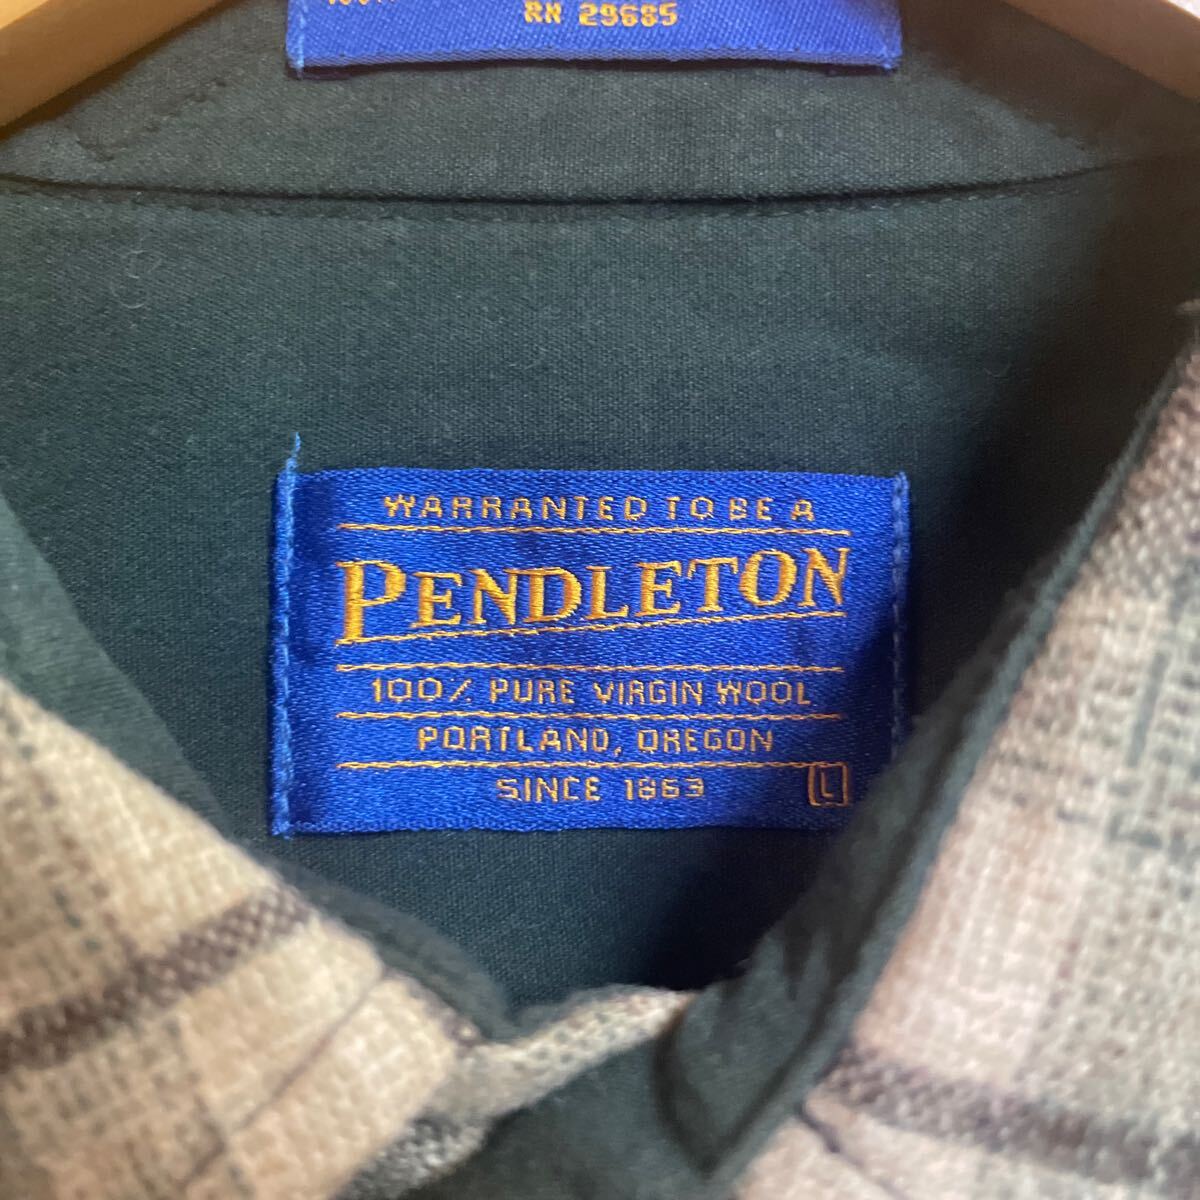 RN 29685
WARRANTED TO BE A
PENDLETON
100% PURE VIRGIN WOOL
PORTLAND, OREGON
SINCE 1863
L